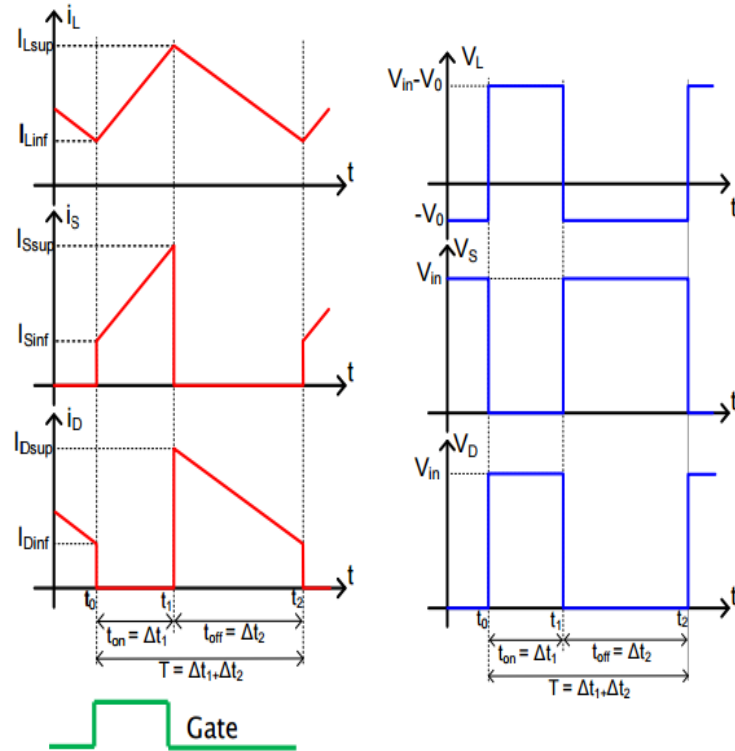 i_L
I_Lsup
I_Linf
t
i_S
I_Ssup
I_Sinf
t
i_D
I_Dsup
I_Dinf
t
t_0 t_1 t_2
t_on = Δt_1 t_off = Δt_2
T = Δt_1+Δt_2
Gate
V_L
V_in-V_0
t
-V_0
V_S
V_in
t
V_D
V_in
t
t_0 t_1 t_2
t_on = Δt_1 t_off = Δt_2
T = Δt_1+Δt_2